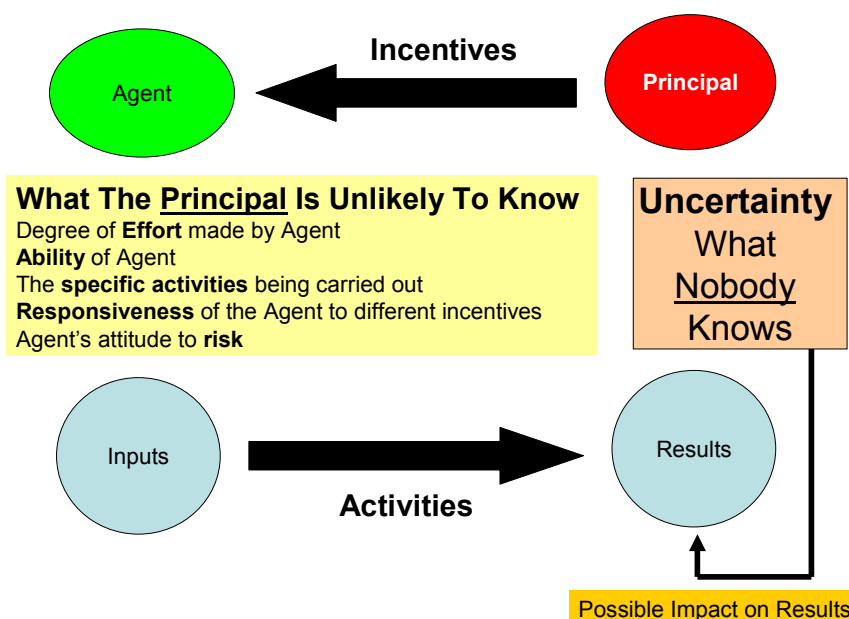 Incentives
Agent
Principal
What The Principal Is Unlikely To Know
Degree of Effort made by Agent
Ability of Agent
The specific activities being carried out
Responsiveness of the Agent to different incentives
Agent's attitude to risk
Uncertainty
What
Nobody
Knows
Inputs
Results
Activities
Possible Impact on Results